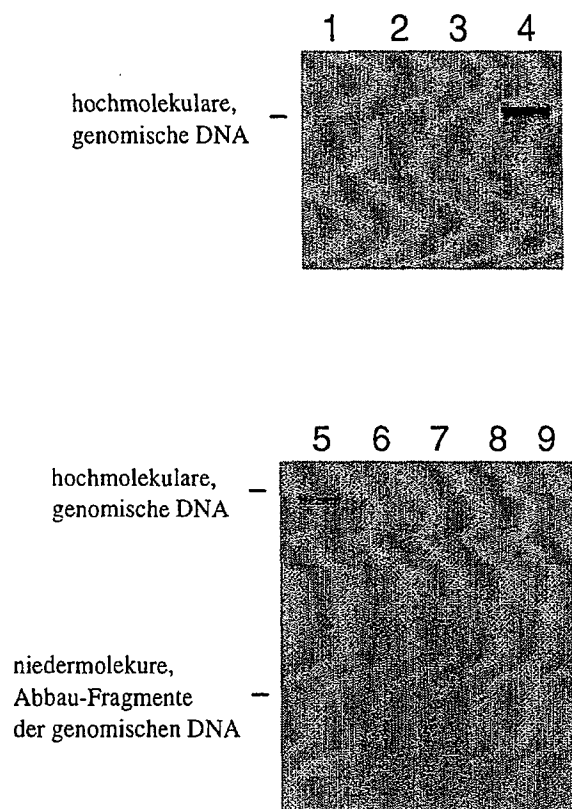 1 2 3 4
hochmolekulare,
genomische DNA
5 6 7 8 9
hochmolekulare,
genomische DNA
niedermolekure,
Abbau-Fragmente
der genomischen DNA